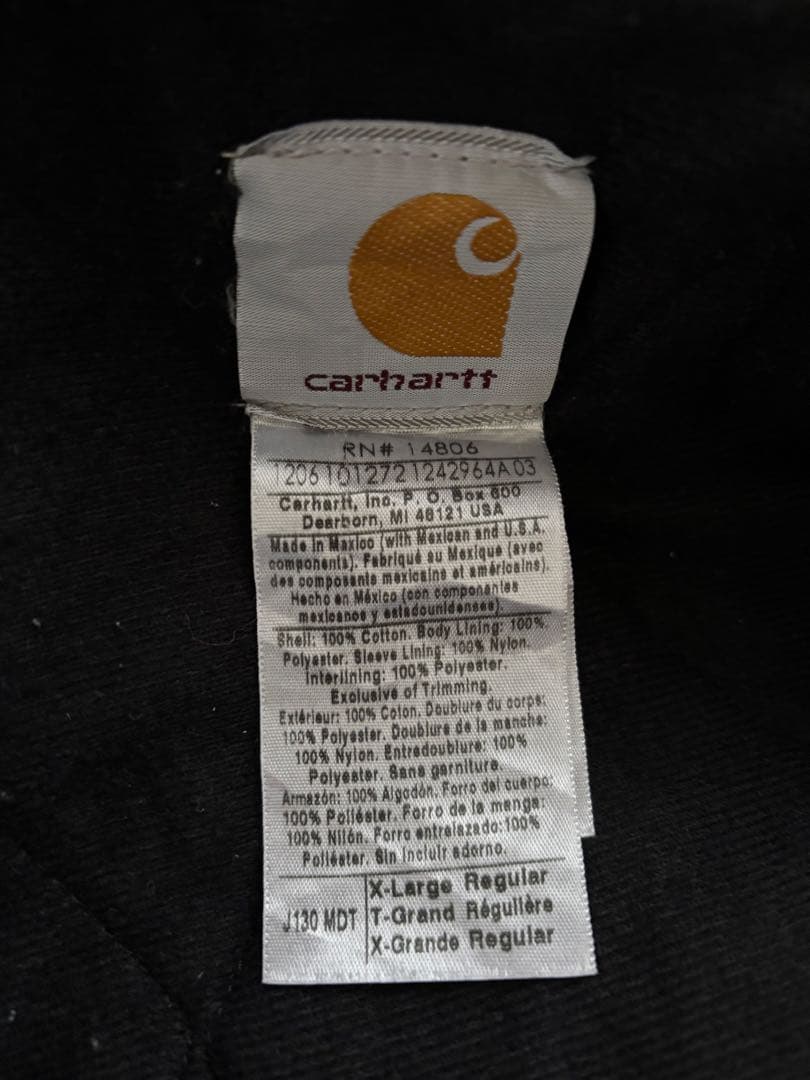 carhartt
RN# 14806
1206 101272 1242964A 03
Carhartt, Inc, P. O. Box 600
Dearborn, MI 48121 USA
Made in Mexico (with Mexican and U.S.A.
components). Fabriqué au Mexique (avec
des composants mexicains et américains).
Hecho en México (con componentes
mexicanos y estadounidenses).
Shell: 100% Cotton. Body Lining: 100%
Polyester. Sleeve Lining: 100% Nylon.
Interlining: 100% Polyester.
Exclusive of Trimming.
Extérieur: 100% Coton. Doublure du corps:
100% Polyester. Doublure de la manche:
100% Nylon. Entredoublure: 100%
Polyester. Sans garniture.
Armazón: 100% Algodón. Forro del cuerpo:
100% Poliéster. Forro de la manga:
100% Nilón. Forro entrelazado:100%
Poliéster. Sin incluir adorno.
J130 MDT
X-Large Regular
T-Grand Régulière
X-Grande Regular